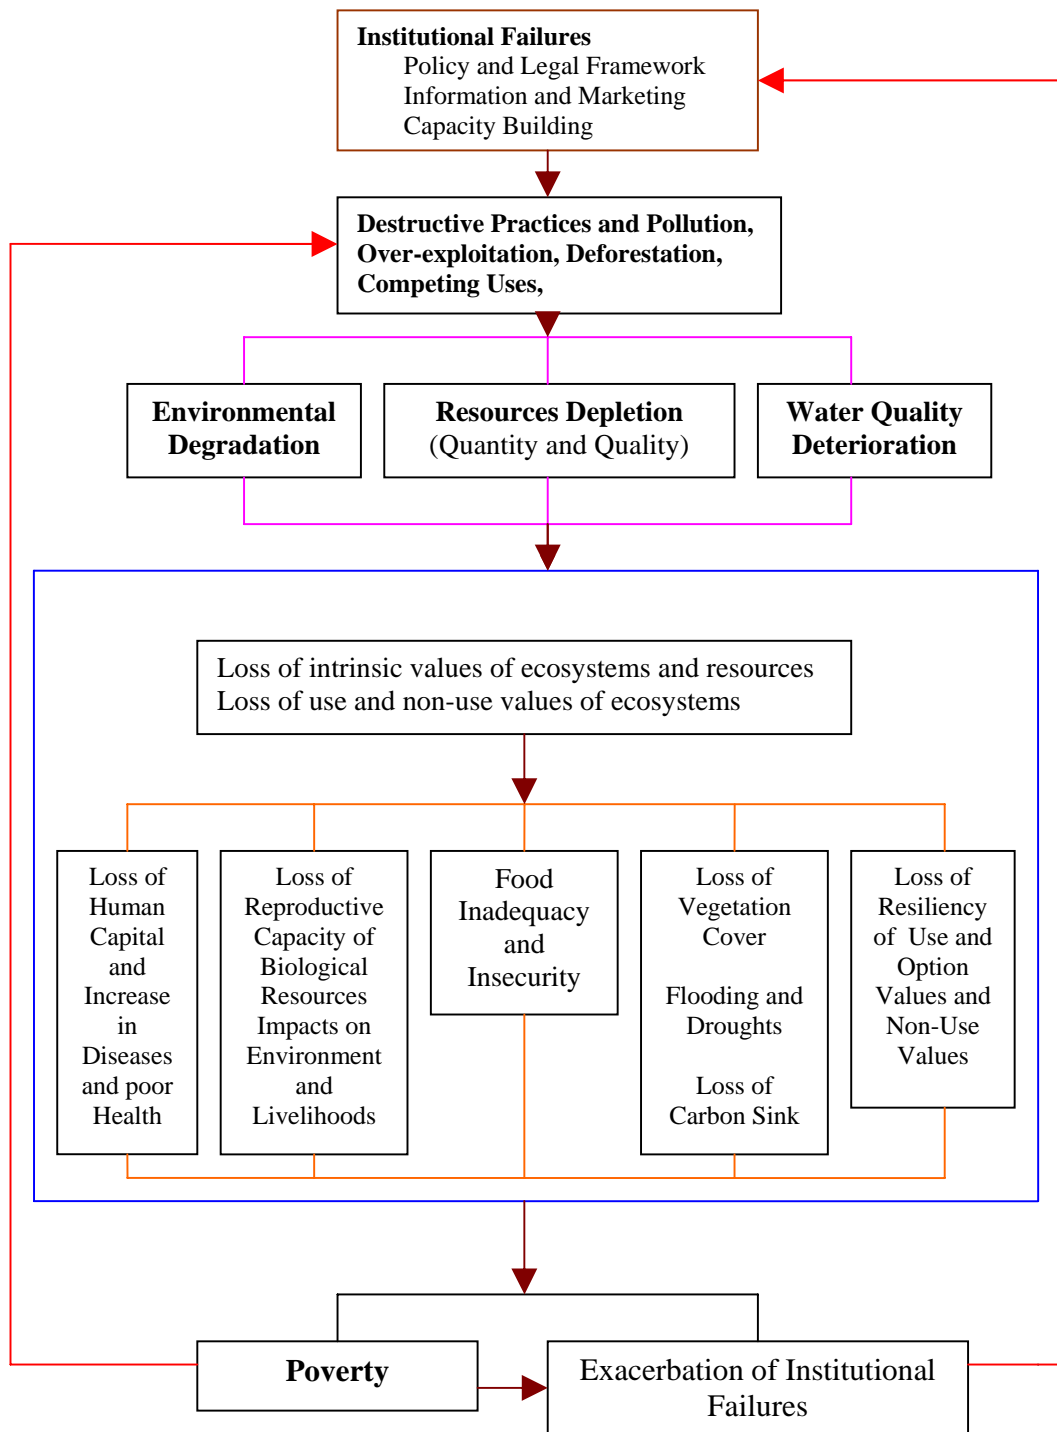 Institutional Failures
Policy and Legal Framework
Information and Marketing
Capacity Building
Destructive Practices and Pollution,
Over-exploitation, Deforestation,
Competing Uses,
Environmental
Degradation
Resources Depletion
(Quantity and Quality)
Water Quality
Deterioration
Loss of intrinsic values of ecosystems and resources
Loss of use and non-use values of ecosystems
Loss of
Human
Capital
and
Increase
in
Diseases
and poor
Health
Loss of
Reproductive
Capacity of
Biological
Resources
Impacts on
Environment
and
Livelihoods
Food
Inadequacy
and
Insecurity
Loss of
Vegetation
Cover
Flooding and
Droughts
Loss of
Carbon Sink
Loss of
Resiliency
of Use and
Option
Values and
Non-Use
Values
Poverty
Exacerbation of Institutional
Failures